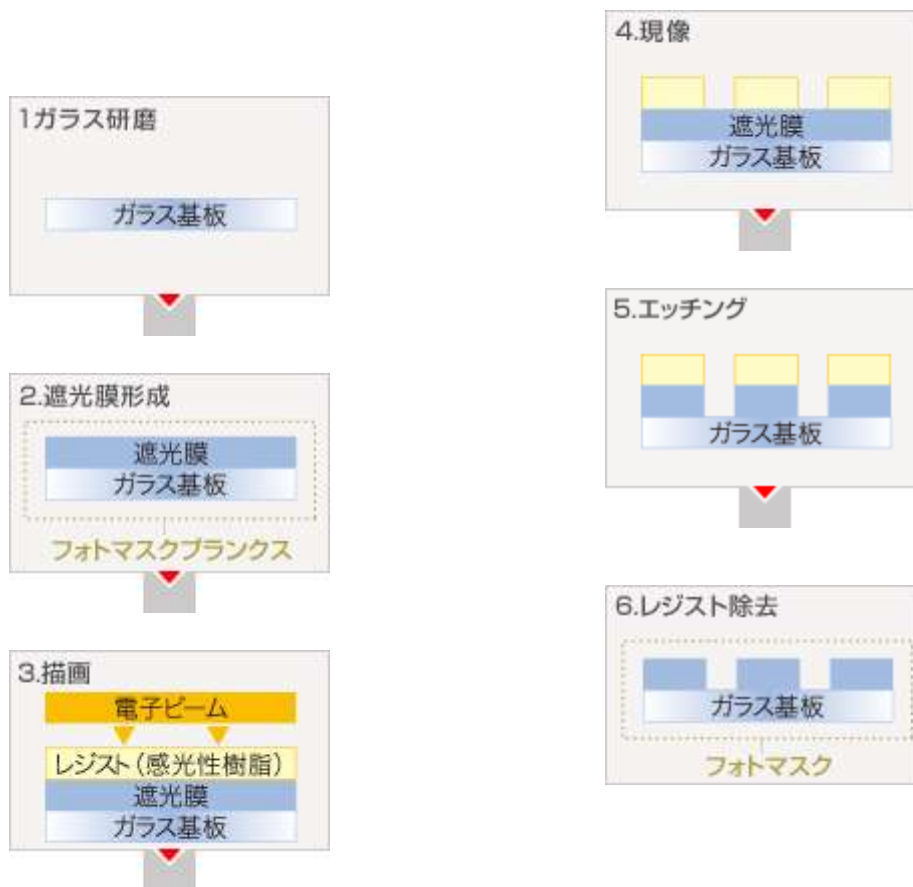 1ガラス研磨
ガラス基板
2.遮光膜形成
遮光膜
ガラス基板
フォトマスクブランクス
3.描画
電子ビーム
レジスト(感光性樹脂)
遮光膜
ガラス基板
4.現像
遮光膜
ガラス基板
5.エッチング
ガラス基板
6.レジスト除去
ガラス基板
フォトマスク